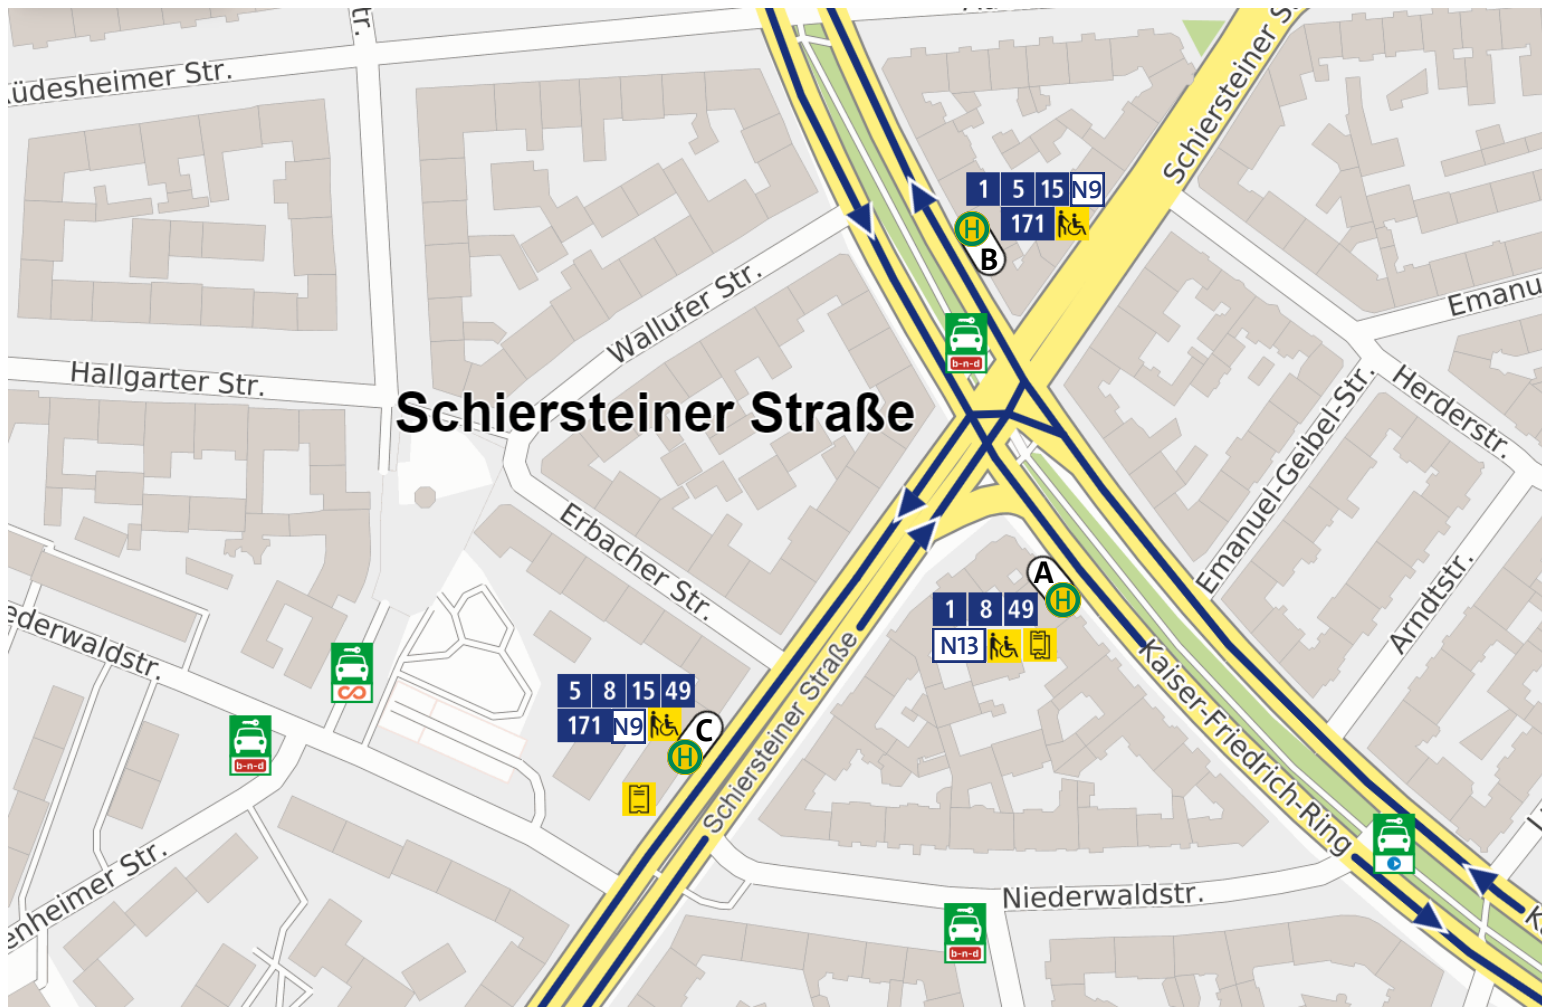 tr.
Schiersteiner S
üdesheimer Str.
1 5 15 N9
171
H
B
Wallufer Str.
Emanu
Hallgarter Str.
b-n-d
Schiersteiner Straße
Herderstr.
Emanuel-Geibel-Str.
Erbacher Str.
Arndtstr.
A
H
1 8 49
N13
ederwaldstr.
Schiersteiner Straße
Kaiser-Friedrich-Ring
5 8 15 49
171 N9
C
H
b-n-d
enheimer Str.
Niederwaldstr.
b-n-d
K